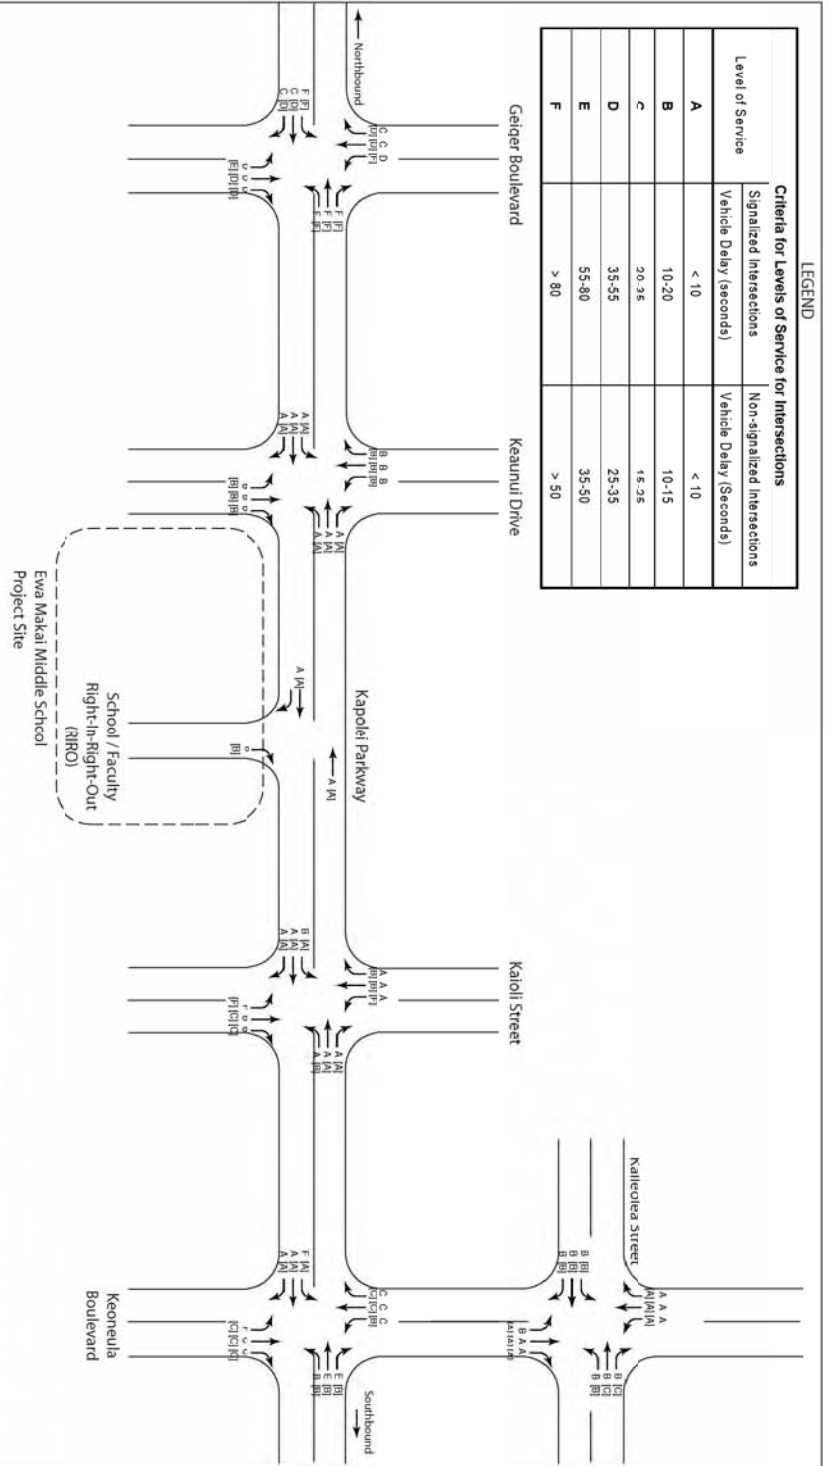 LEGEND
Criteria for Levels of Service for Intersections
Level of Service
Signalized Intersections
Vehicle Delay (seconds)
Non-signalized Intersections
Vehicle Delay (Seconds)
A < 10 < 10
B 10-20 10-15
C 20-35 15-25
D 35-55 25-35
E 55-80 35-50
F > 80 > 50
Northbound
Geiger Boulevard
C C D
[D] [D] [F]
F [F]
C [D]
C [D]
F [F]
F [F]
F [F]
[E] [D] [D]
Keaunui Drive
B B B
[B] [B] [B]
A [A]
A [A]
A [A]
A [A]
A [A]
A [A]
[B] [B] [B]
Kapolei Parkway
A [A]
A [A]
[B]
School / Faculty
Right-In-Right-Out
(RIRO)
Ewa Makai Middle School
Project Site
Kaioli Street
A A A
[B] [B] [F]
B [A]
A [A]
A [A]
A [A]
A [A]
A [B]
[F] [C] [C]
Kaileolea Street
A A A
[A] [A] [A]
B [B]
B [B]
B [B]
B [C]
B [C]
B [B]
B A A
[A] [A] [A]
C C C
[C] [C] [B]
F [A]
A [A]
A [A]
E [B]
E [B]
B [B]
[C] [C] [C]
Keoneula
Boulevard
Southbound